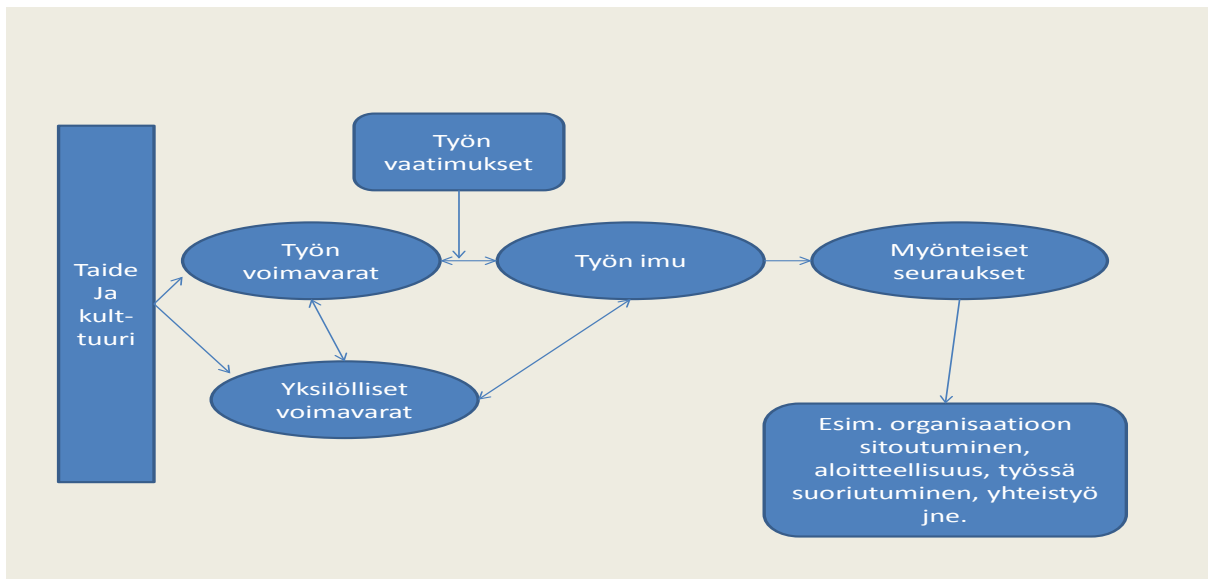 Taide
Ja
kult-
tuuri
Työn
vaatimukset
Työn
voimavarat
Yksilölliset
voimavarat
Työn imu
Myönteiset
seuraukset
Esim. organisaatioon
sitoutuminen,
aloitteellisuus, työssä
suoriutuminen, yhteistyö
jne.